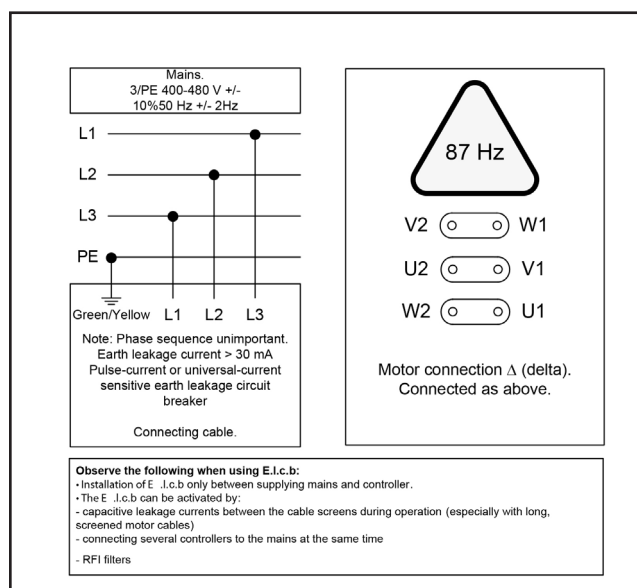 Mains.
3/PE 400-480 V +/-
10%50 Hz +/- 2Hz
L1
L2
L3
PE
Green/Yellow L1 L2 L3
Note: Phase sequence unimportant.
Earth leakage current > 30 mA
Pulse-current or universal-current
sensitive earth leakage circuit
breaker
Connecting cable.
87 Hz
V2 W1
U2 V1
W2 U1
Motor connection Δ (delta).
Connected as above.
Observe the following when using E.l.c.b:
• Installation of E .l.c.b only between supplying mains and controller.
• The E .l.c.b can be activated by:
- capacitive leakage currents between the cable screens during operation (especially with long,
screened motor cables)
- connecting several controllers to the mains at the same time
- RFI filters